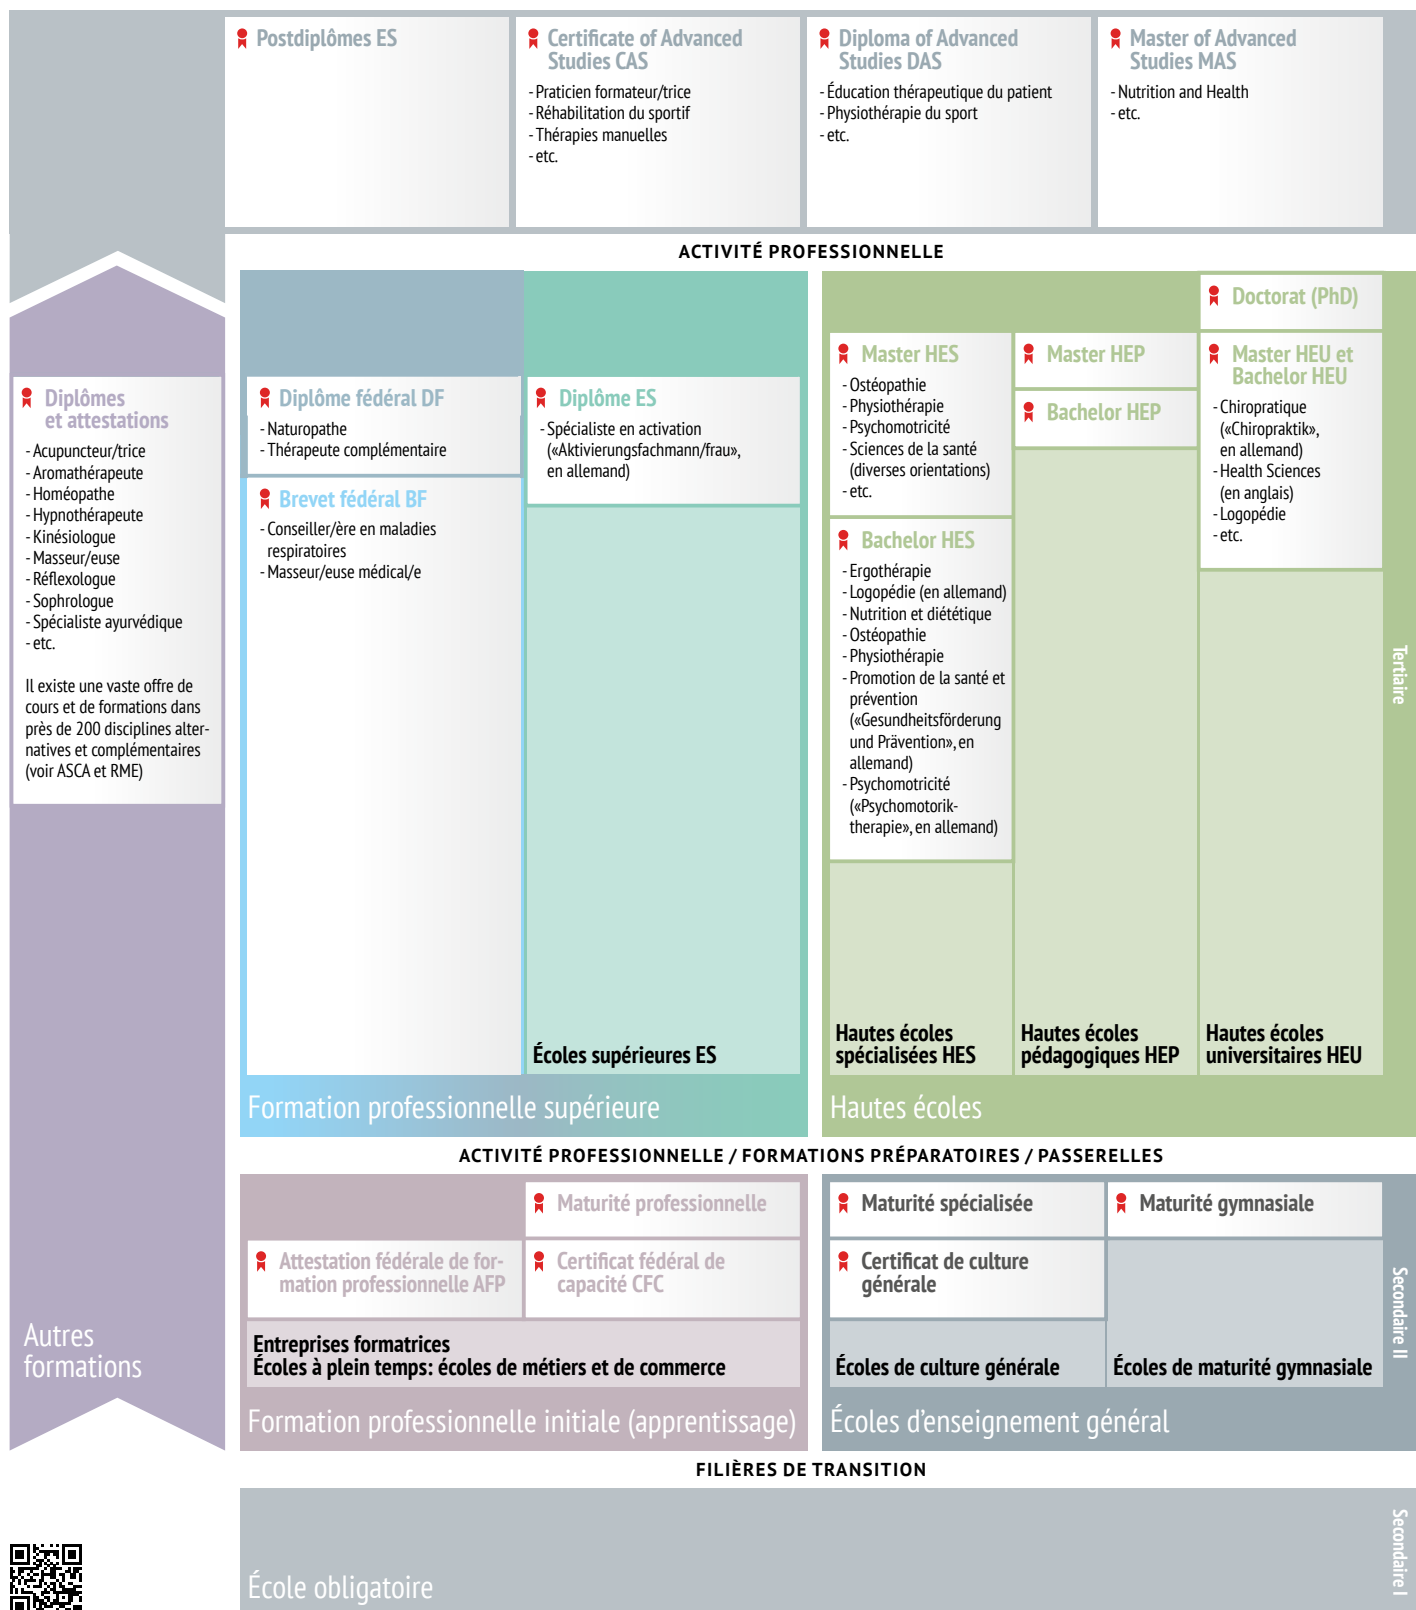 Postdiplômes ES
Certificate of Advanced
Studies CAS
- Praticien formateur/trice
- Réhabilitation du sportif
- Thérapies manuelles
- etc.
Diploma of Advanced
Studies DAS
- Éducation thérapeutique du patient
- Physiothérapie du sport
- etc.
Master of Advanced
Studies MAS
- Nutrition and Health
- etc.
ACTIVITÉ PROFESSIONNELLE
Diplômes
et attestations
- Acupuncteur/trice
- Aromathérapeute
- Homéopathe
- Hypnothérapeute
- Kinésiologue
- Masseur/euse
- Réflexologue
- Sophrologue
- Spécialiste ayurvédique
- etc.
Il existe une vaste offre de
cours et de formations dans
près de 200 disciplines alter-
natives et complémentaires
(voir ASCA et RME)
Autres
formations
Diplôme fédéral DF
- Naturopathe
- Thérapeute complémentaire
Brevet fédéral BF
- Conseiller/ère en maladies
respiratoires
- Masseur/euse médical/e
Diplôme ES
- Spécialiste en activation
(«Aktivierungsfachmann/frau»,
en allemand)
Écoles supérieures ES
Formation professionnelle supérieure
Master HES
- Ostéopathie
- Physiothérapie
- Psychomotricité
- Sciences de la santé
(diverses orientations)
- etc.
Bachelor HES
- Ergothérapie
- Logopédie (en allemand)
- Nutrition et diététique
- Ostéopathie
- Physiothérapie
- Promotion de la santé et
prévention
(«Gesundheitsförderung
und Prävention», en
allemand)
- Psychomotricité
(«Psychomotorik-
therapie», en allemand)
Hautes écoles
spécialisées HES
Master HEP
Bachelor HEP
Hautes écoles
pédagogiques HEP
Doctorat (PhD)
Master HEU et
Bachelor HEU
- Chiropratique
(«Chiropraktik»,
en allemand)
- Health Sciences
(en anglais)
- Logopédie
- etc.
Hautes écoles
universitaires HEU
Hautes écoles
Tertiaire
ACTIVITÉ PROFESSIONNELLE / FORMATIONS PRÉPARATOIRES / PASSERELLES
Attestation fédérale de for-
mation professionnelle AFP
Maturité professionnelle
Certificat fédéral de
capacité CFC
Entreprises formatrices
Écoles à plein temps: écoles de métiers et de commerce
Formation professionnelle initiale (apprentissage)
Maturité spécialisée
Certificat de culture
générale
Écoles de culture générale
Maturité gymnasiale
Écoles de maturité gymnasiale
Écoles d'enseignement général
Secondaire II
FILIÈRES DE TRANSITION
École obligatoire
Secondaire I